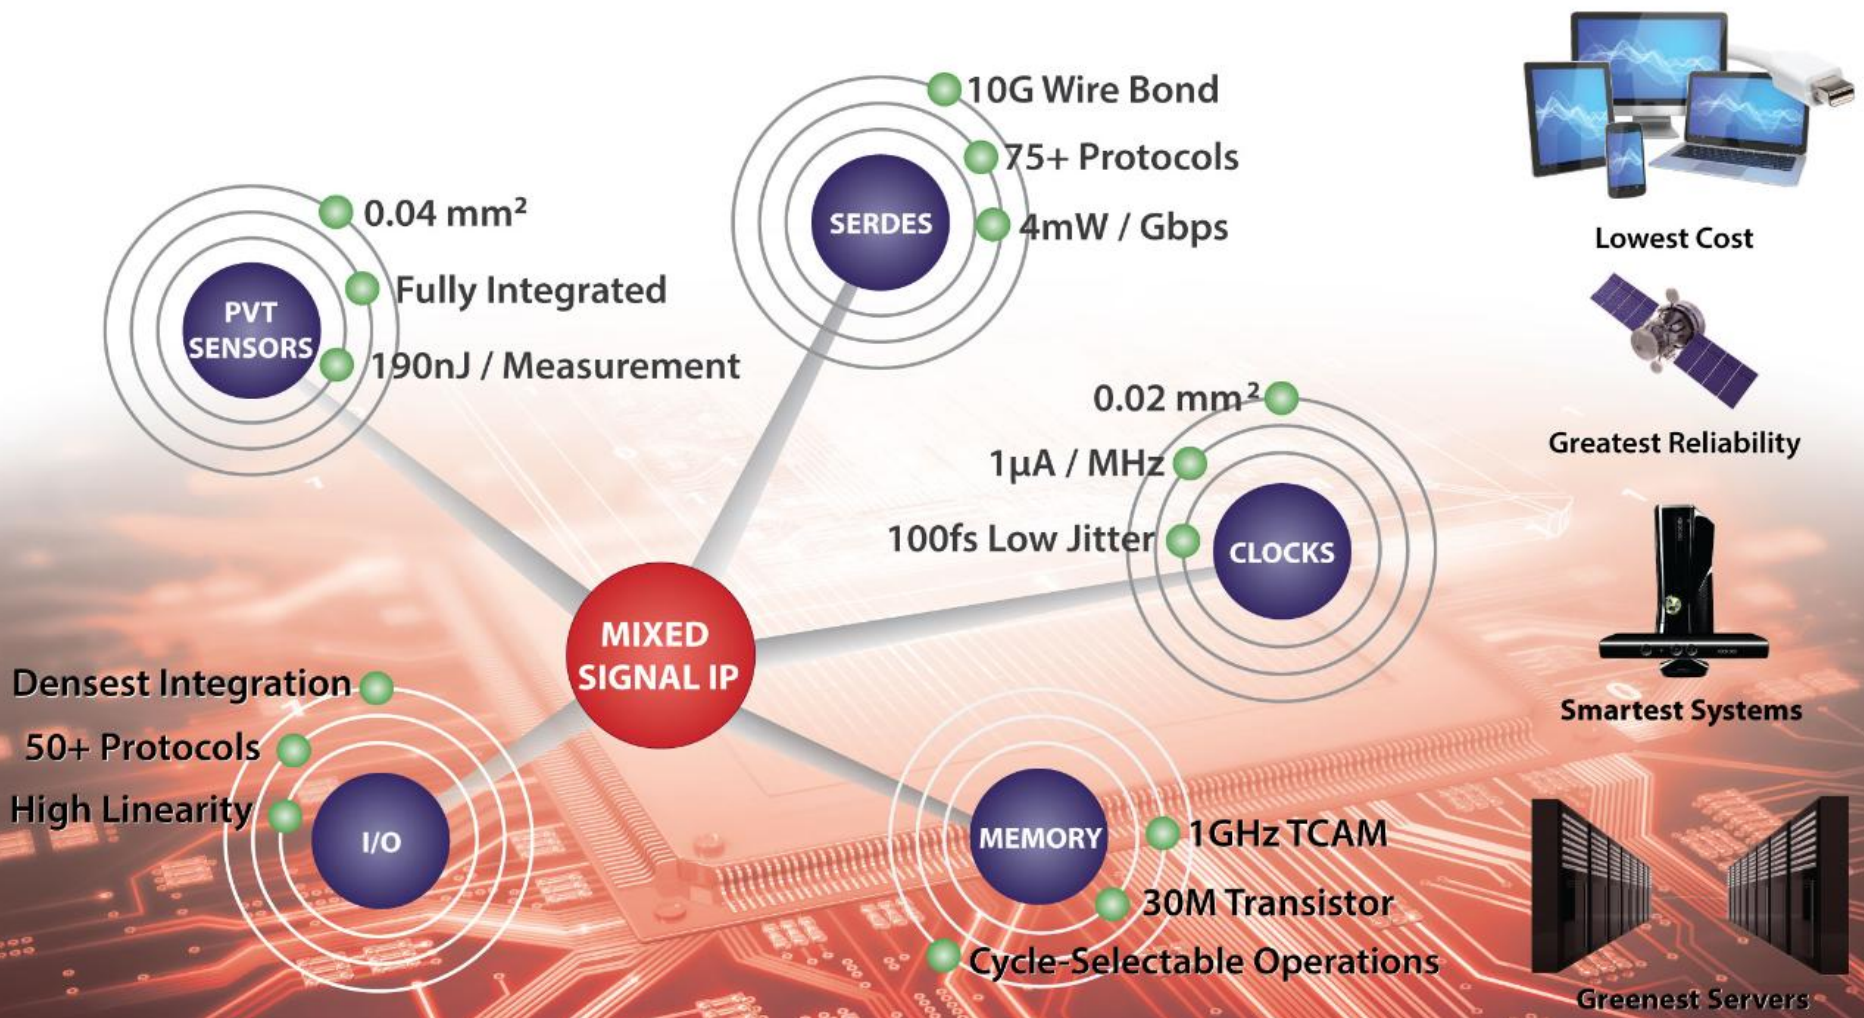 10G Wire Bond
75+ Protocols
4mW / Gbps
SERDES
0.04 mm²
Fully Integrated
190nJ / Measurement
PVT
SENSORS
0.02 mm²
1µA / MHz
100fs Low Jitter
CLOCKS
MIXED
SIGNAL IP
Densest Integration
50+ Protocols
High Linearity
I/O
MEMORY
1GHz TCAM
30M Transistor
Cycle-Selectable Operations
Lowest Cost
Greatest Reliability
Smartest Systems
Greenest Servers